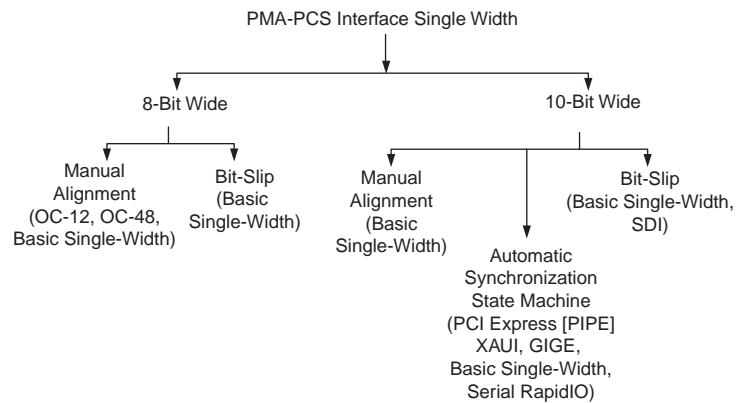 PMA-PCS Interface Single Width
8-Bit Wide
10-Bit Wide
Manual
Alignment
(OC-12, OC-48,
Basic Single-Width)
Bit-Slip
(Basic
Single-Width)
Manual
Alignment
(Basic
Single-Width)
Automatic
Synchronization
State Machine
(PCI Express [PIPE]
XAUI, GIGE,
Basic Single-Width,
Serial RapidIO)
Bit-Slip
(Basic Single-Width,
SDI)